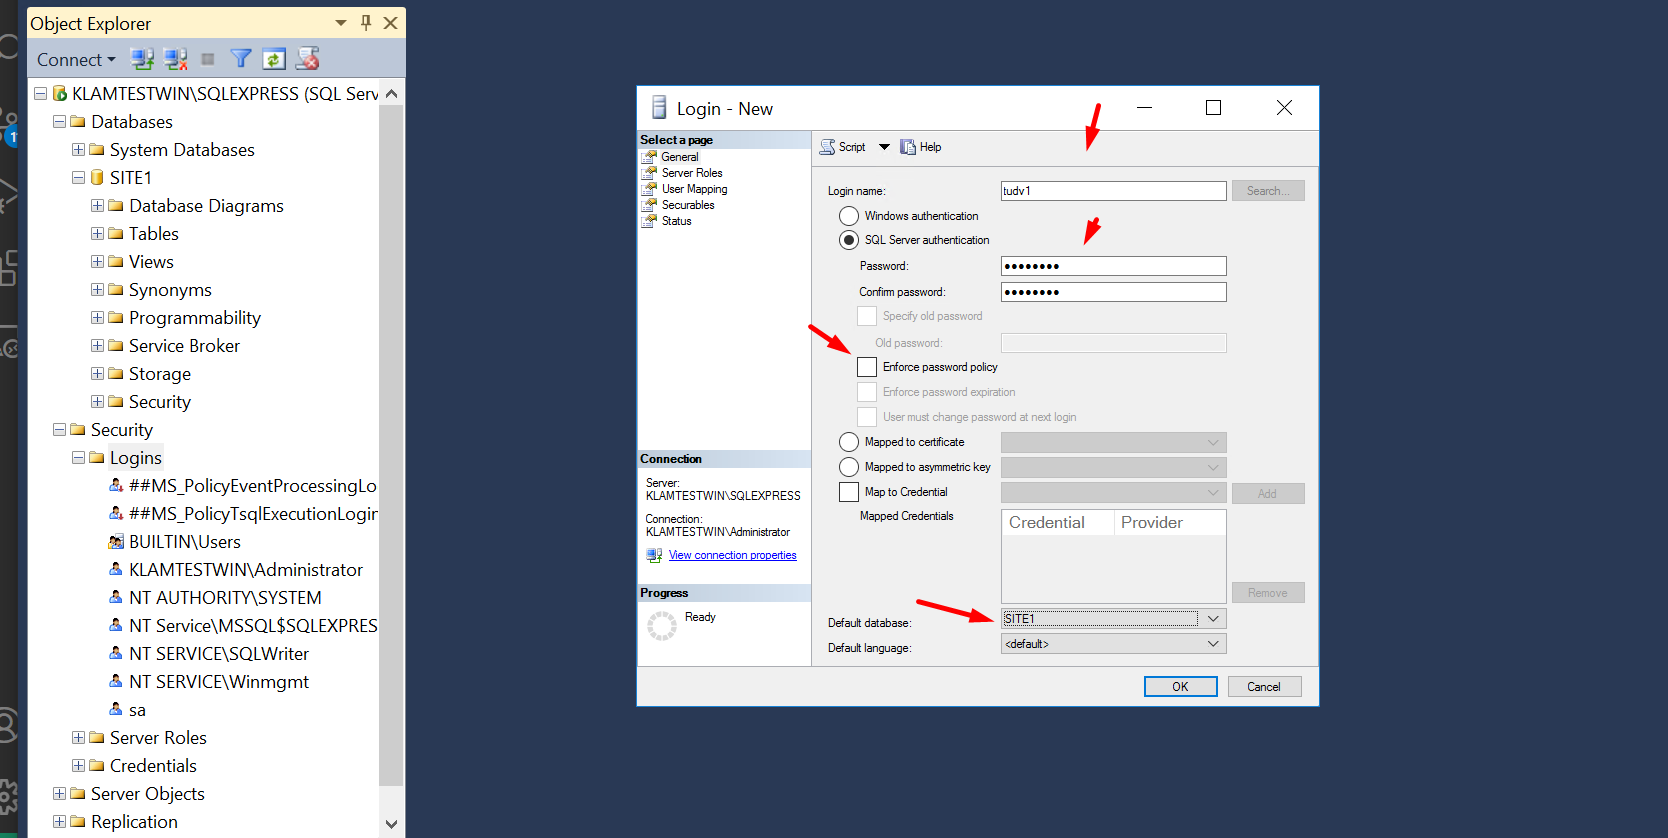 Object Explorer
Connect
KLAMTESTWIN\SQLEXPRESS (SQL Serv
Databases
System Databases
SITE1
Database Diagrams
Tables
Views
Synonyms
Programmability
Service Broker
Storage
Security
Security
Logins
##MS_PolicyEventProcessingLo
##MS_PolicyTsqlExecutionLogin
BUILTIN\Users
KLAMTESTWIN\Administrator
NT AUTHORITY\SYSTEM
NT Service\MSSQL$SQLEXPRES
NT SERVICE\SQLWriter
NT SERVICE\Winmgmt
sa
Server Roles
Credentials
Server Objects
Replication
Login - New
Select a page
General
Server Roles
User Mapping
Securables
Status
Connection
Server:
KLAMTESTWIN\SQLEXPRESS
Connection:
KLAMTESTWIN\Administrator
View connection properties
Progress
Ready
Script Help
Login name: tudv1 Search...
Windows authentication
SQL Server authentication
Password: ●●●●●●●●
Confirm password: ●●●●●●●●
Specify old password
Old password:
Enforce password policy
Enforce password expiration
User must change password at next login
Mapped to certificate
Mapped to asymmetric key
Map to Credential Add
Mapped Credentials Credential Provider
Remove
Default database: SITE1
Default language: <default>
OK Cancel